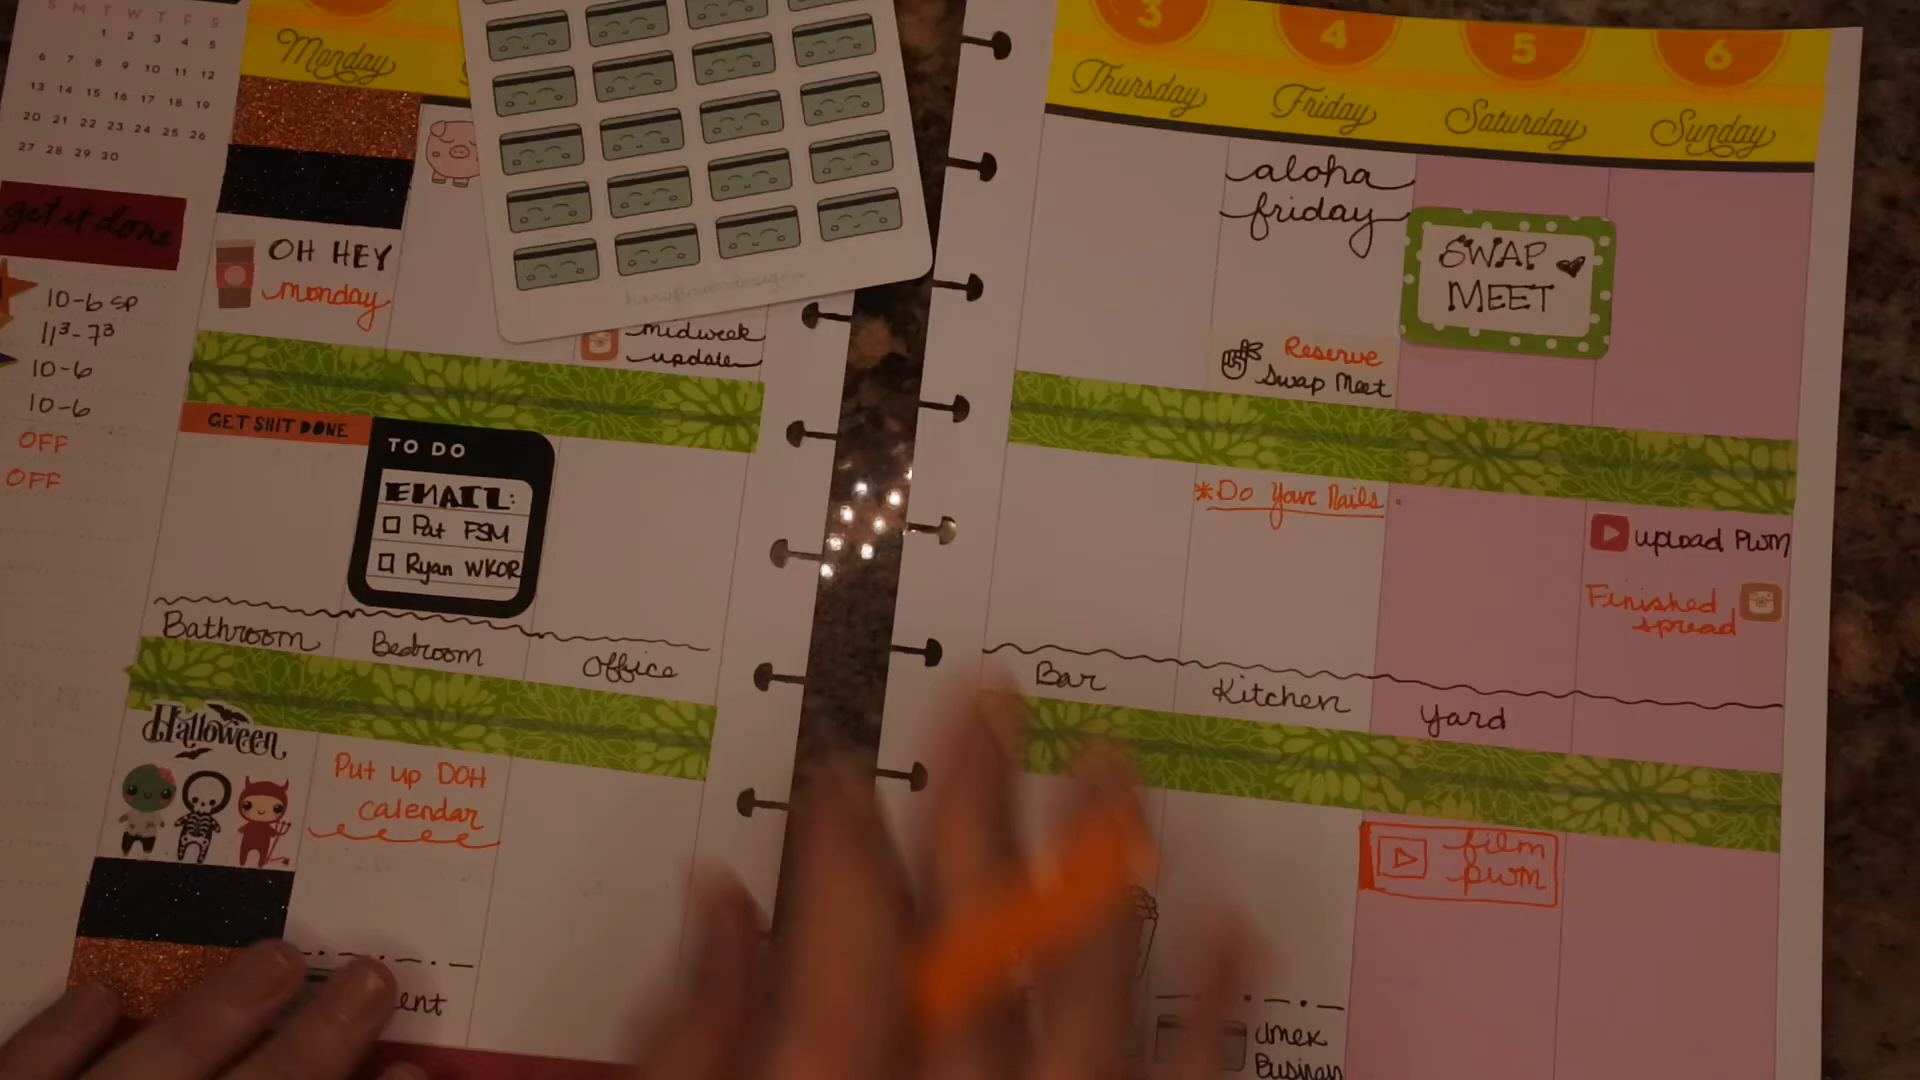 S M T W T F S
1 2 3 4 5
6 7 8 9 10 11 12
13 14 15 16 17 18 19
20 21 22 23 24 25 26
27 28 29 30
get it done
10-6 SP
11³-7³
10-6
10-6
OFF
OFF
Monday
OH HEY
monday
midweek
update
GET SHIT DONE
TO DO
EMAIL:
Pat FSM
Ryan WKOR
Bathroom
Bedroom
Office
Halloween
Put up DOH
calendar
3
4
5
6
Thursday
Friday
Saturday
Sunday
aloha
friday
SWAP
MEET
Reserve
Swap Meet
*Do Your Nails
upload PWM
Finished
spread
Bar
Kitchen
Yard
film
pwm
amex
Business